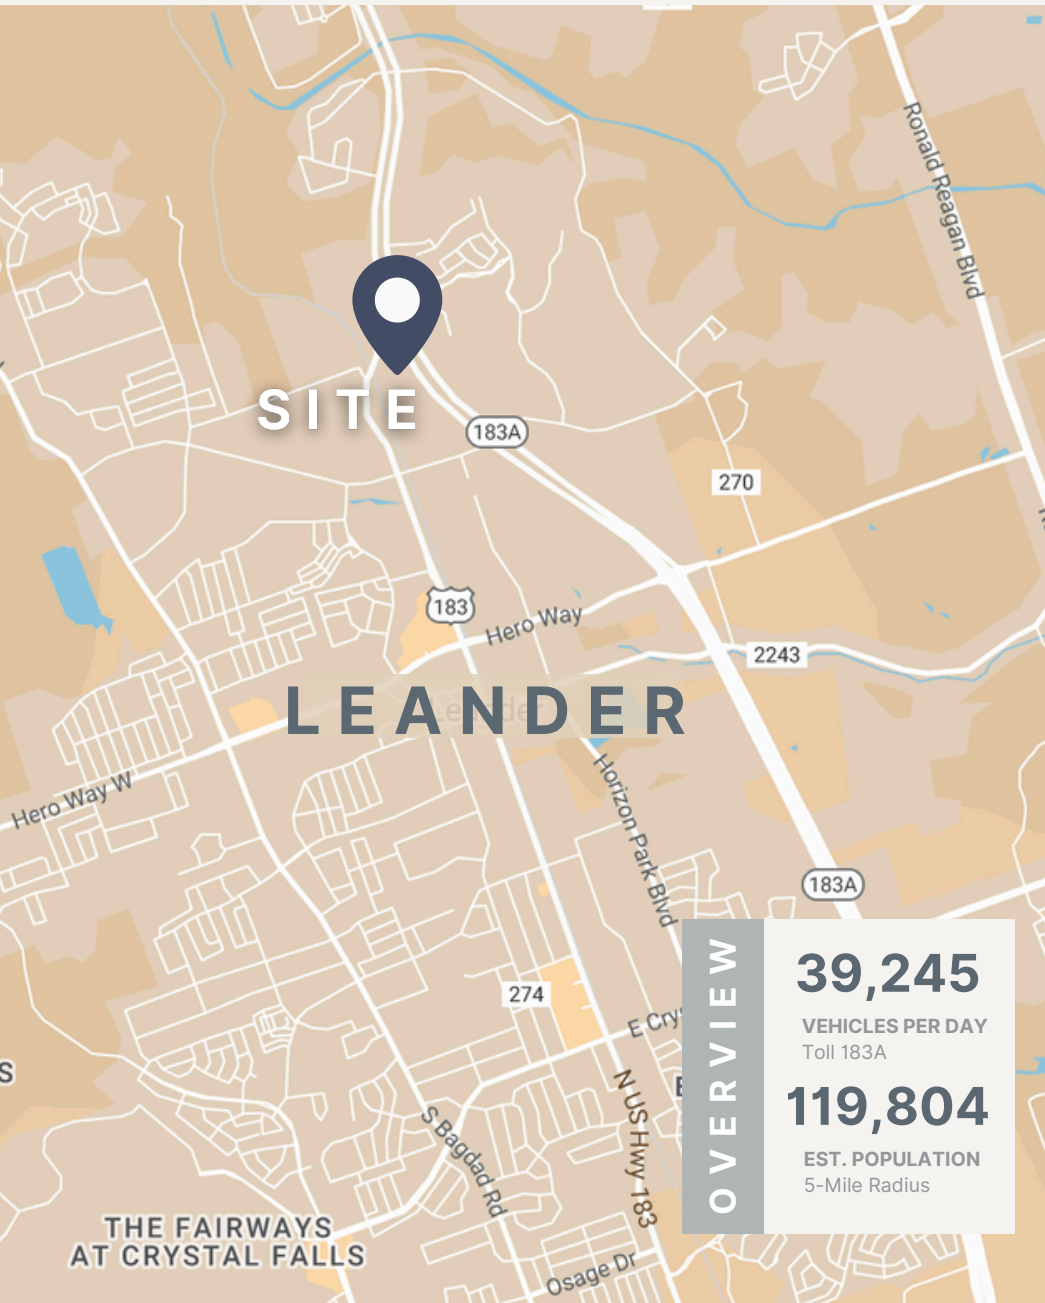 Ronald Reagan Blvd
SITE
183A
270
183
Hero Way
2243
LEANDER
Leander
Hero Way W
Horizon Park Blvd
183A
OVERVIEW
39,245
VEHICLES PER DAY
Toll 183A
119,804
EST. POPULATION
5-Mile Radius
274
E Crys
S
N US Hwy 183
S Bagdad Rd
THE FAIRWAYS
AT CRYSTAL FALLS
Osage Dr